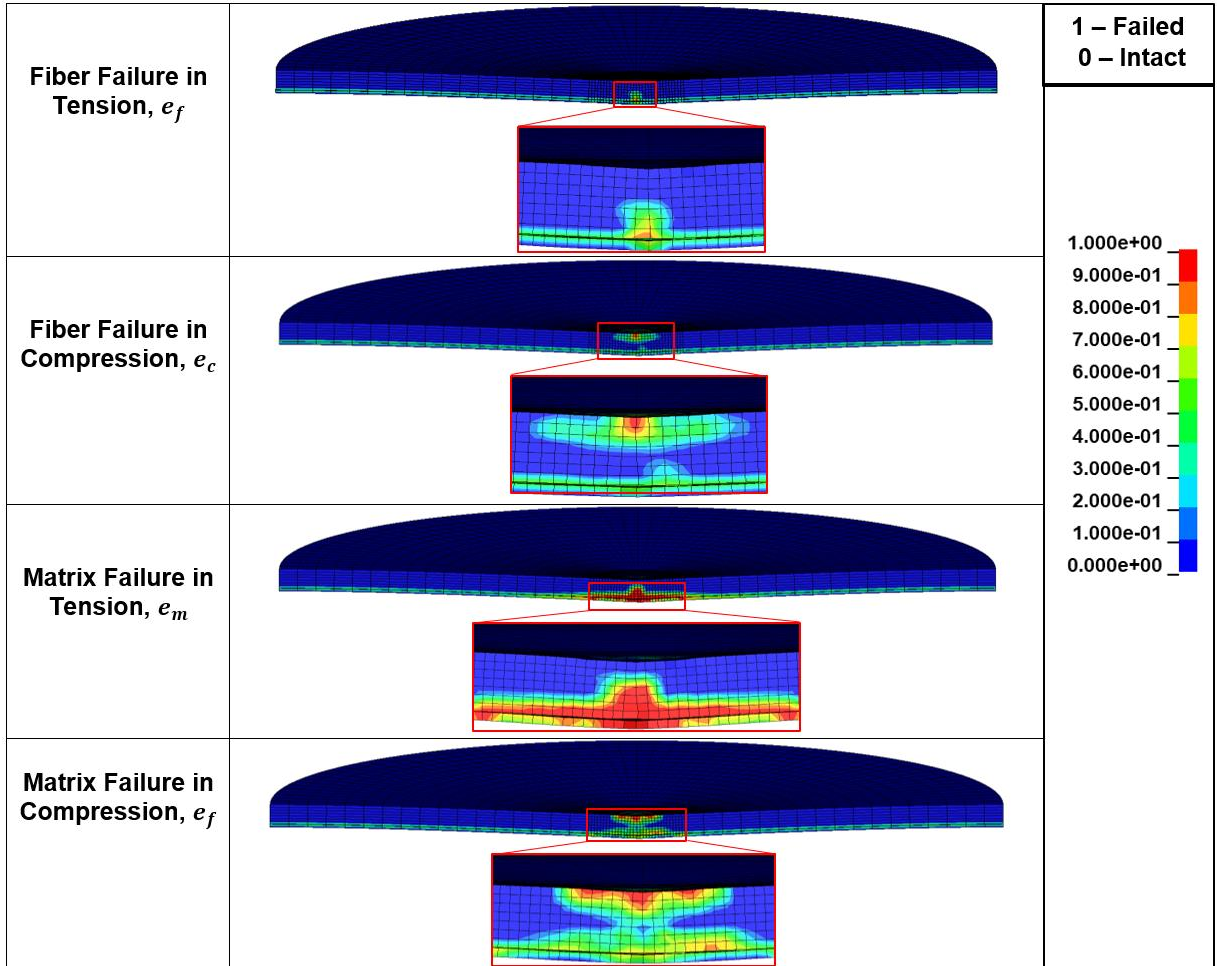 Fiber Failure in
Tension, e_f
1 – Failed
0 – Intact
Fiber Failure in
Compression, e_c
1.000e+00
9.000e-01
8.000e-01
7.000e-01
6.000e-01
5.000e-01
4.000e-01
3.000e-01
2.000e-01
1.000e-01
0.000e+00
Matrix Failure in
Tension, e_m
Matrix Failure in
Compression, e_f